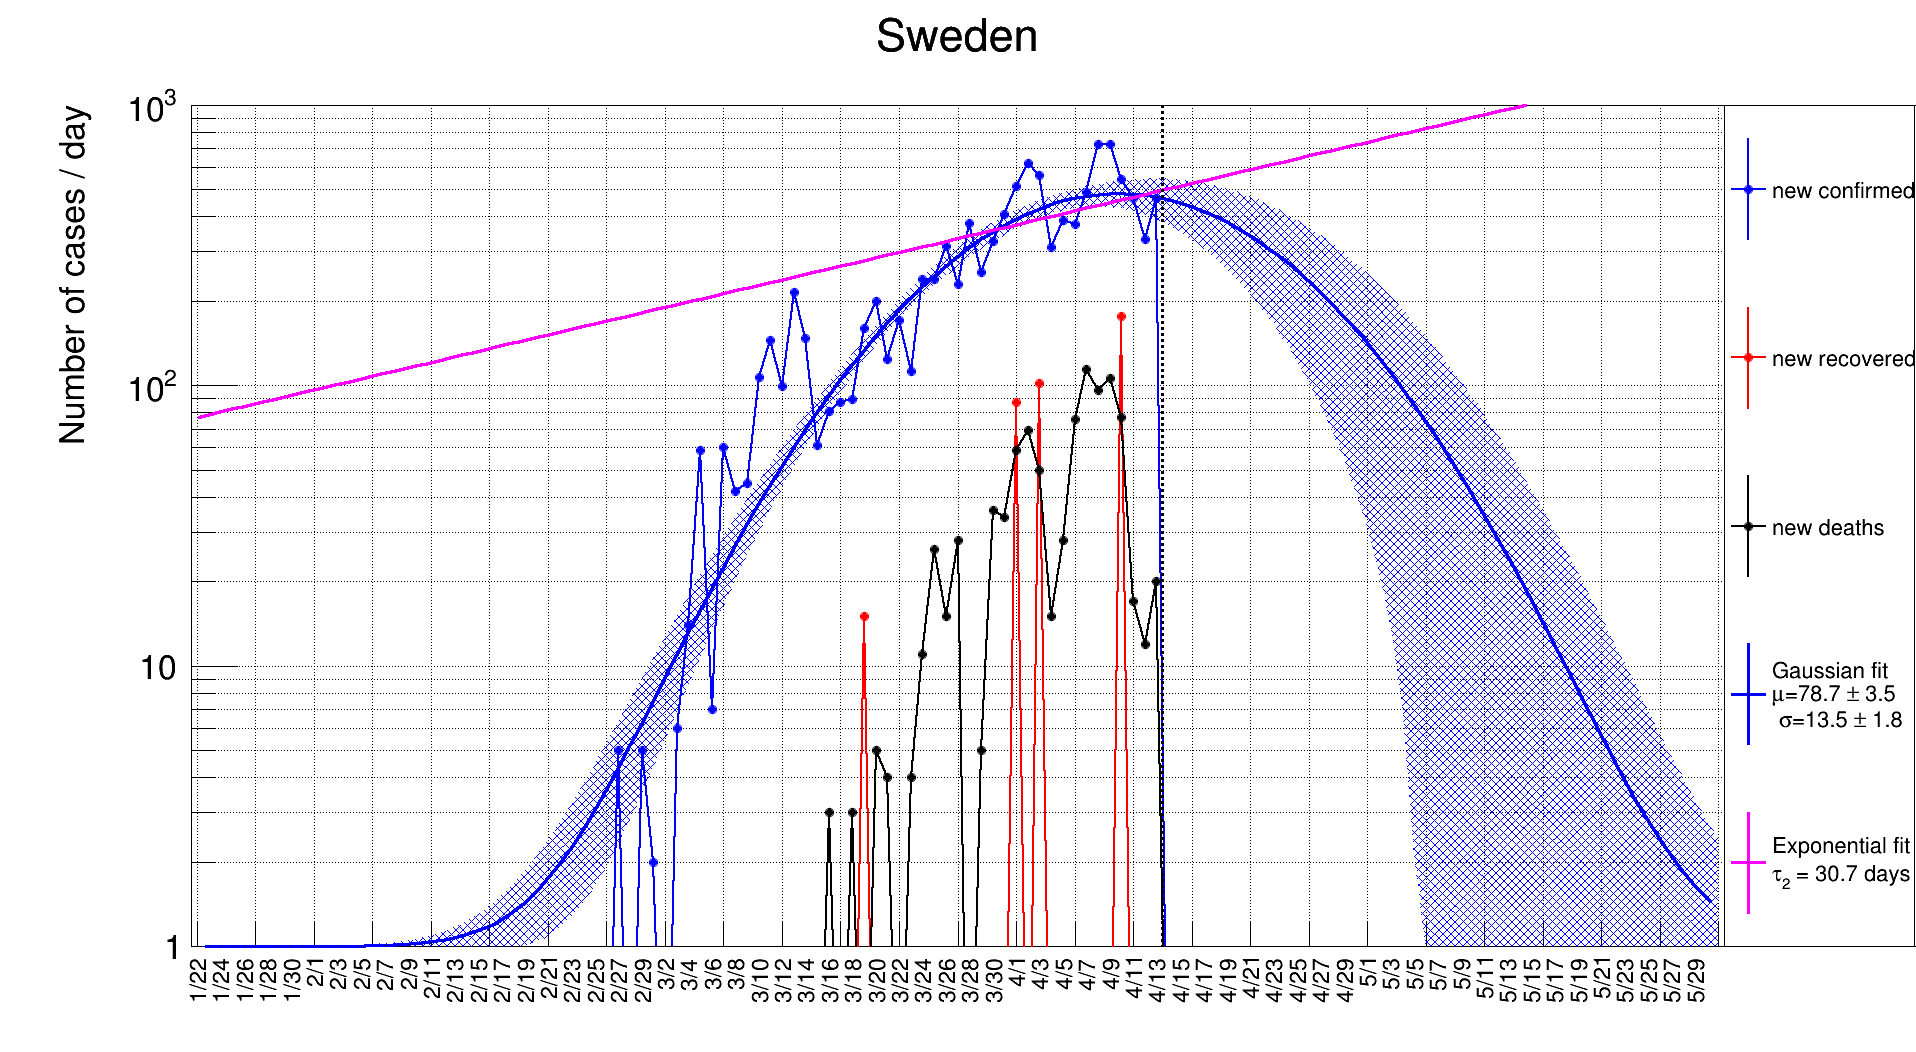 Sweden
Number of cases / day
10³
10²
10
1
1/22 1/24 1/26 1/28 1/30 2/1 2/3 2/5 2/7 2/9 2/11 2/13 2/15 2/17 2/19 2/21 2/23 2/25 2/27 2/29 3/2 3/4 3/6 3/8 3/10 3/12 3/14 3/16 3/18 3/20 3/22 3/24 3/26 3/28 3/30 4/1 4/3 4/5 4/7 4/9 4/11 4/13 4/15 4/17 4/19 4/21 4/23 4/25 4/27 4/29 5/1 5/3 5/5 5/7 5/9 5/11 5/13 5/15 5/17 5/19 5/21 5/23 5/25 5/27 5/29
new confirmed
new recovered
new deaths
Gaussian fit
μ=78.7 ± 3.5
σ=13.5 ± 1.8
Exponential fit
τ₂ = 30.7 days